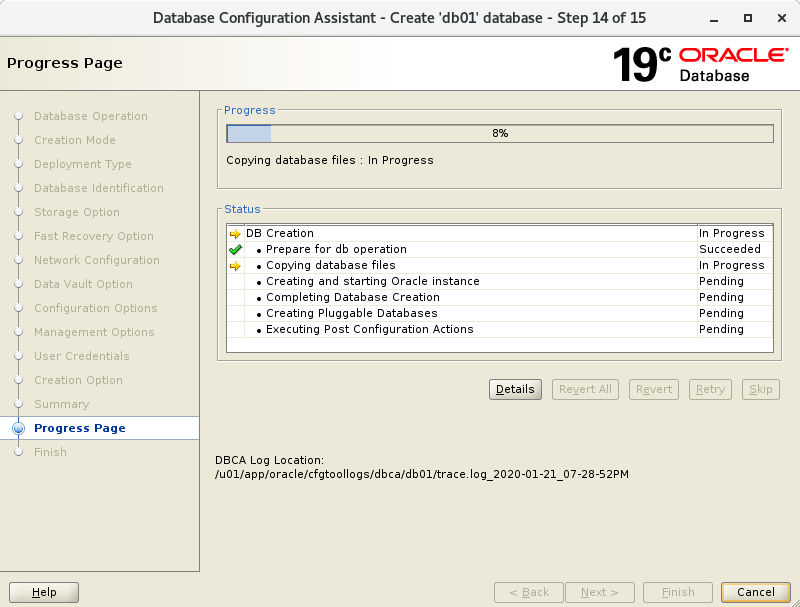 Database Configuration Assistant - Create 'db01' database - Step 14 of 15
Progress Page
19c ORACLE
Database
Database Operation
Creation Mode
Deployment Type
Database Identification
Storage Option
Fast Recovery Option
Network Configuration
Data Vault Option
Configuration Options
Management Options
User Credentials
Creation Option
Summary
Progress Page
Finish
Progress
8%
Copying database files : In Progress
Status
DB Creation In Progress
• Prepare for db operation Succeeded
• Copying database files In Progress
• Creating and starting Oracle instance Pending
• Completing Database Creation Pending
• Creating Pluggable Databases Pending
• Executing Post Configuration Actions Pending
Details Revert All Revert Retry Skip
DBCA Log Location:
/u01/app/oracle/cfgtoollogs/dbca/db01/trace.log_2020-01-21_07-28-52PM
Help < Back Next > Finish Cancel